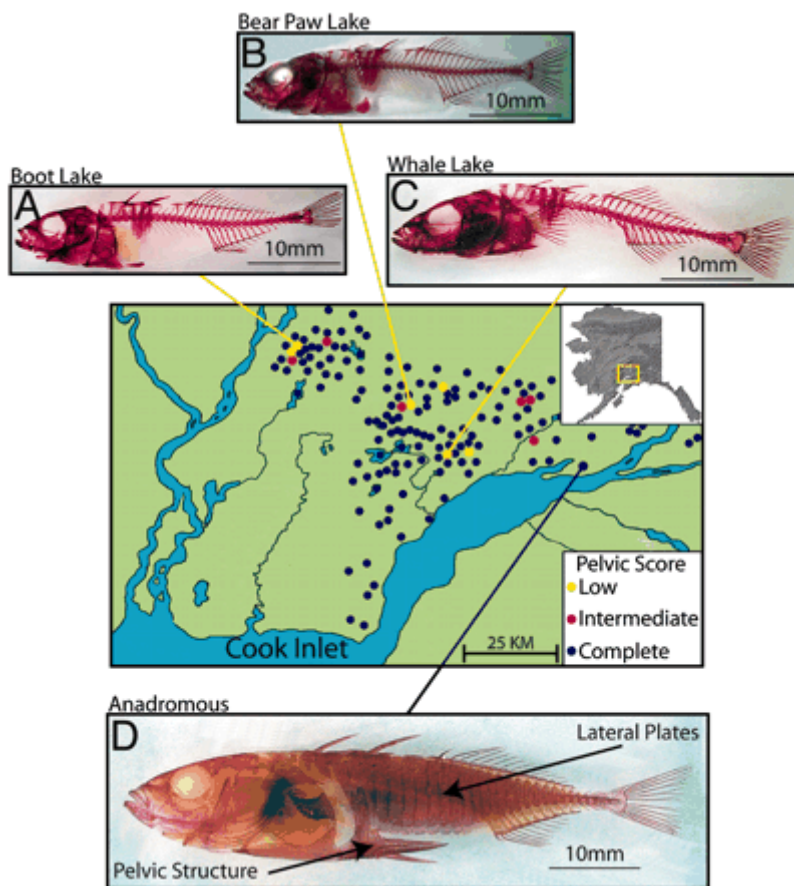 Bear Paw Lake
B
10mm
Boot Lake
A
10mm
Whale Lake
C
10mm
Pelvic Score
Low
Intermediate
Complete
25 KM
Cook Inlet
Anadromous
D
Lateral Plates
Pelvic Structure
10mm